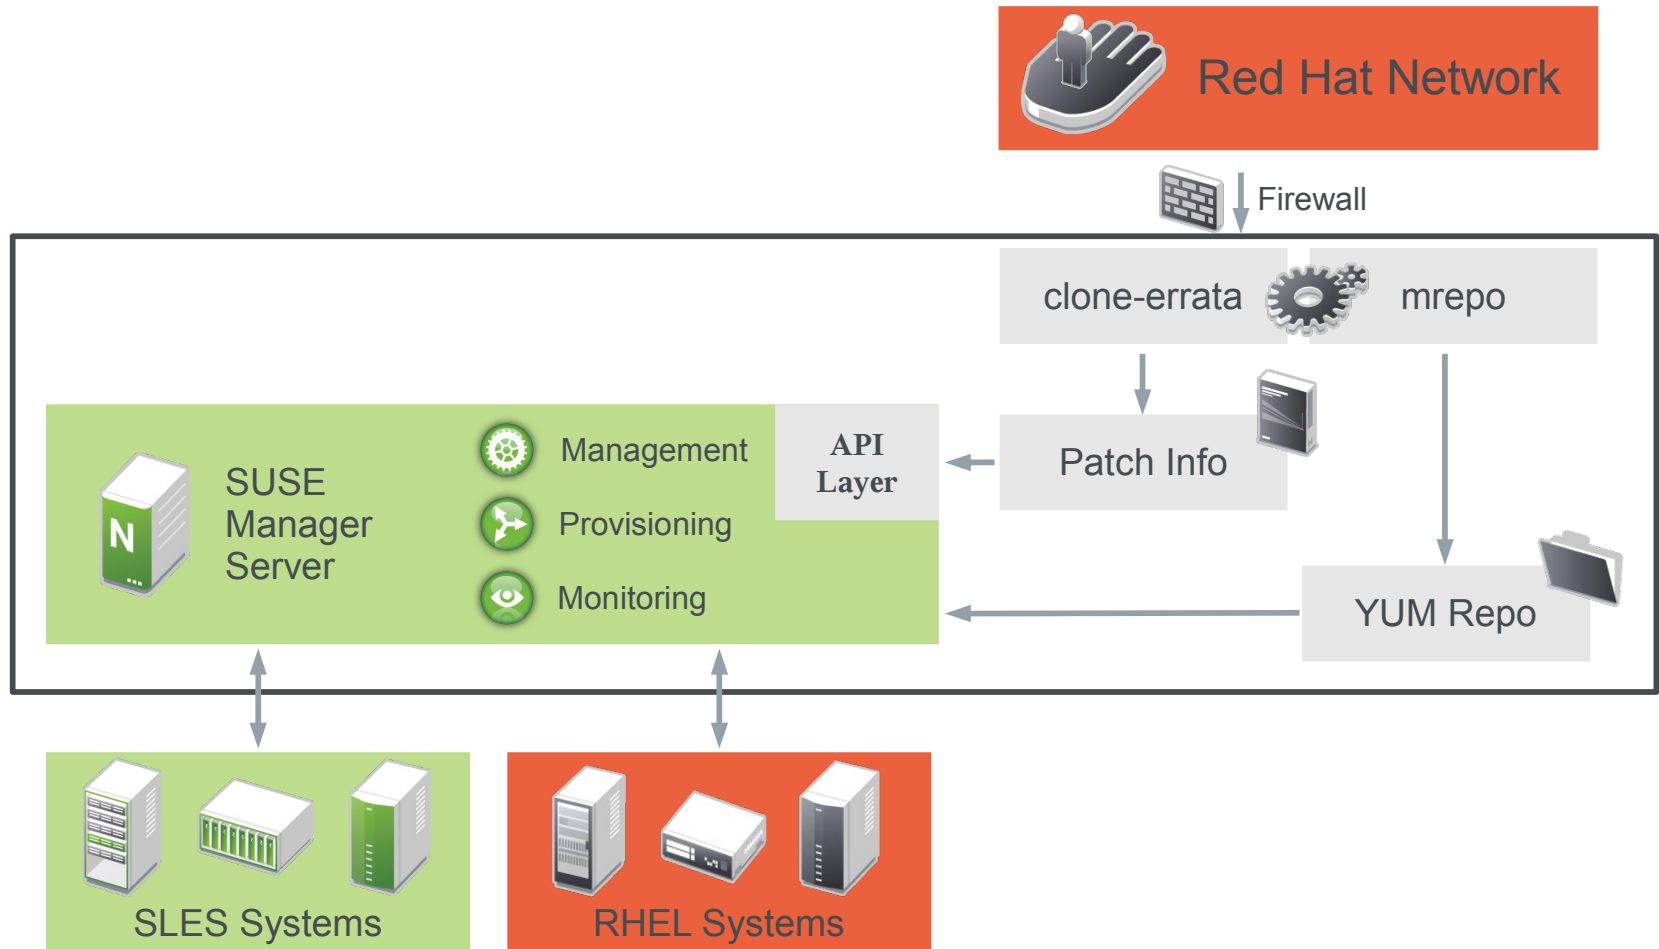 Red Hat Network
Firewall
clone-errata
mrepo
SUSE
Manager
Server
Management
Provisioning
Monitoring
API
Layer
Patch Info
YUM Repo
N
SLES Systems
RHEL Systems